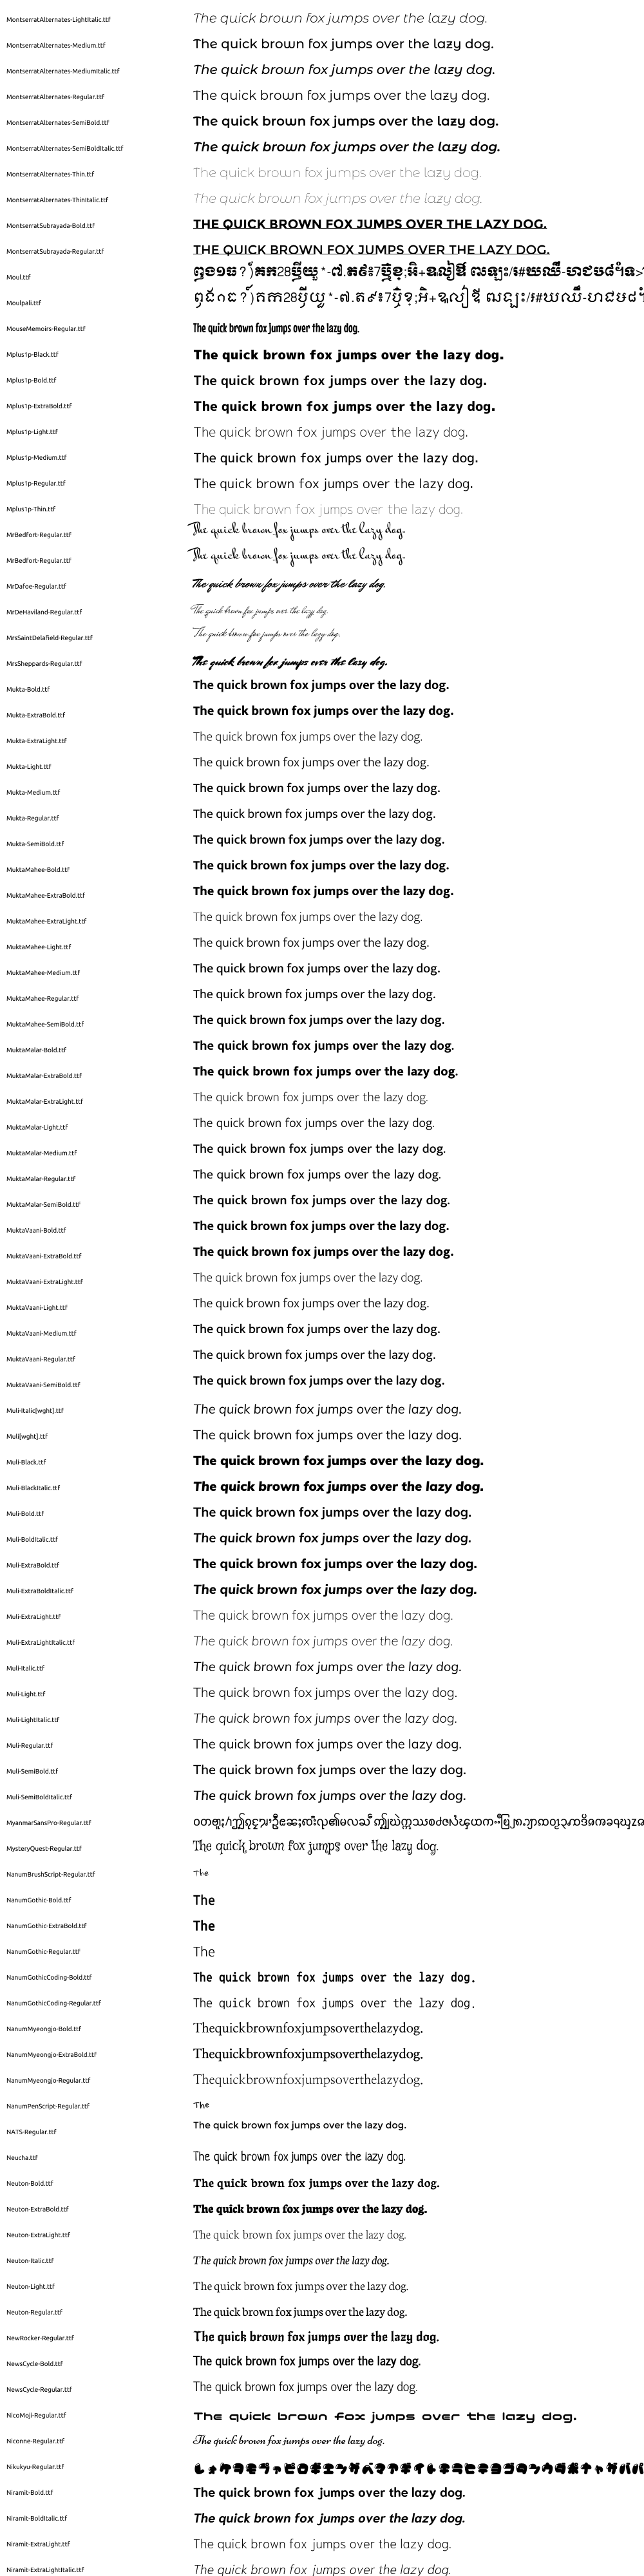 MontserratAlternates-LightItalic.ttf The quick brown fox jumps over the lazy dog.
MontserratAlternates-Medium.ttf The quick brown fox jumps over the lazy dog.
MontserratAlternates-MediumItalic.ttf The quick brown fox jumps over the lazy dog.
MontserratAlternates-Regular.ttf The quick brown fox jumps over the lazy dog.
MontserratAlternates-SemiBold.ttf The quick brown fox jumps over the lazy dog.
MontserratAlternates-SemiBoldItalic.ttf The quick brown fox jumps over the lazy dog.
MontserratAlternates-Thin.ttf The quick brown fox jumps over the lazy dog.
MontserratAlternates-ThinItalic.ttf The quick brown fox jumps over the lazy dog.
MontserratSubrayada-Bold.ttf THE QUICK BROWN FOX JUMPS OVER THE LAZY DOG.
MontserratSubrayada-Regular.ttf THE QUICK BROWN FOX JUMPS OVER THE LAZY DOG.
Moul.ttf
Moulpali.ttf
MouseMemoirs-Regular.ttf The quick brown fox jumps over the lazy dog.
Mplus1p-Black.ttf The quick brown fox jumps over the lazy dog.
Mplus1p-Bold.ttf The quick brown fox jumps over the lazy dog.
Mplus1p-ExtraBold.ttf The quick brown fox jumps over the lazy dog.
Mplus1p-Light.ttf The quick brown fox jumps over the lazy dog.
Mplus1p-Medium.ttf The quick brown fox jumps over the lazy dog.
Mplus1p-Regular.ttf The quick brown fox jumps over the lazy dog.
Mplus1p-Thin.ttf The quick brown fox jumps over the lazy dog.
MrBedfort-Regular.ttf The quick brown fox jumps over the lazy dog.
MrBedfort-Regular.ttf The quick brown fox jumps over the lazy dog.
MrDafoe-Regular.ttf The quick brown fox jumps over the lazy dog.
MrDeHaviland-Regular.ttf The quick brown fox jumps over the lazy dog.
MrsSaintDelafield-Regular.ttf The quick brown fox jumps over the lazy dog.
MrsSheppards-Regular.ttf The quick brown fox jumps over the lazy dog.
Mukta-Bold.ttf The quick brown fox jumps over the lazy dog.
Mukta-ExtraBold.ttf The quick brown fox jumps over the lazy dog.
Mukta-ExtraLight.ttf The quick brown fox jumps over the lazy dog.
Mukta-Light.ttf The quick brown fox jumps over the lazy dog.
Mukta-Medium.ttf The quick brown fox jumps over the lazy dog.
Mukta-Regular.ttf The quick brown fox jumps over the lazy dog.
Mukta-SemiBold.ttf The quick brown fox jumps over the lazy dog.
MuktaMahee-Bold.ttf The quick brown fox jumps over the lazy dog.
MuktaMahee-ExtraBold.ttf The quick brown fox jumps over the lazy dog.
MuktaMahee-ExtraLight.ttf The quick brown fox jumps over the lazy dog.
MuktaMahee-Light.ttf The quick brown fox jumps over the lazy dog.
MuktaMahee-Medium.ttf The quick brown fox jumps over the lazy dog.
MuktaMahee-Regular.ttf The quick brown fox jumps over the lazy dog.
MuktaMahee-SemiBold.ttf The quick brown fox jumps over the lazy dog.
MuktaMalar-Bold.ttf The quick brown fox jumps over the lazy dog.
MuktaMalar-ExtraBold.ttf The quick brown fox jumps over the lazy dog.
MuktaMalar-ExtraLight.ttf The quick brown fox jumps over the lazy dog.
MuktaMalar-Light.ttf The quick brown fox jumps over the lazy dog.
MuktaMalar-Medium.ttf The quick brown fox jumps over the lazy dog.
MuktaMalar-Regular.ttf The quick brown fox jumps over the lazy dog.
MuktaMalar-SemiBold.ttf The quick brown fox jumps over the lazy dog.
MuktaVaani-Bold.ttf The quick brown fox jumps over the lazy dog.
MuktaVaani-ExtraBold.ttf The quick brown fox jumps over the lazy dog.
MuktaVaani-ExtraLight.ttf The quick brown fox jumps over the lazy dog.
MuktaVaani-Light.ttf The quick brown fox jumps over the lazy dog.
MuktaVaani-Medium.ttf The quick brown fox jumps over the lazy dog.
MuktaVaani-Regular.ttf The quick brown fox jumps over the lazy dog.
MuktaVaani-SemiBold.ttf The quick brown fox jumps over the lazy dog.
Muli-Italic[wght].ttf The quick brown fox jumps over the lazy dog.
Muli[wght].ttf The quick brown fox jumps over the lazy dog.
Muli-Black.ttf The quick brown fox jumps over the lazy dog.
Muli-BlackItalic.ttf The quick brown fox jumps over the lazy dog.
Muli-Bold.ttf The quick brown fox jumps over the lazy dog.
Muli-BoldItalic.ttf The quick brown fox jumps over the lazy dog.
Muli-ExtraBold.ttf The quick brown fox jumps over the lazy dog.
Muli-ExtraBoldItalic.ttf The quick brown fox jumps over the lazy dog.
Muli-ExtraLight.ttf The quick brown fox jumps over the lazy dog.
Muli-ExtraLightItalic.ttf The quick brown fox jumps over the lazy dog.
Muli-Italic.ttf The quick brown fox jumps over the lazy dog.
Muli-Light.ttf The quick brown fox jumps over the lazy dog.
Muli-LightItalic.ttf The quick brown fox jumps over the lazy dog.
Muli-Regular.ttf The quick brown fox jumps over the lazy dog.
Muli-SemiBold.ttf The quick brown fox jumps over the lazy dog.
Muli-SemiBoldItalic.ttf The quick brown fox jumps over the lazy dog.
MyanmarSansPro-Regular.ttf
MysteryQuest-Regular.ttf The quick brown fox jumps over the lazy dog.
NanumBrushScript-Regular.ttf The
NanumGothic-Bold.ttf The
NanumGothic-ExtraBold.ttf The
NanumGothic-Regular.ttf The
NanumGothicCoding-Bold.ttf The quick brown fox jumps over the lazy dog.
NanumGothicCoding-Regular.ttf The quick brown fox jumps over the lazy dog.
NanumMyeongjo-Bold.ttf Thequickbrownfoxjumpsoverthelazydog.
NanumMyeongjo-ExtraBold.ttf Thequickbrownfoxjumpsoverthelazydog.
NanumMyeongjo-Regular.ttf Thequickbrownfoxjumpsoverthelazydog.
NanumPenScript-Regular.ttf The
NATS-Regular.ttf The quick brown fox jumps over the lazy dog.
Neucha.ttf The quick brown fox jumps over the lazy dog.
Neuton-Bold.ttf The quick brown fox jumps over the lazy dog.
Neuton-ExtraBold.ttf The quick brown fox jumps over the lazy dog.
Neuton-ExtraLight.ttf The quick brown fox jumps over the lazy dog.
Neuton-Italic.ttf The quick brown fox jumps over the lazy dog.
Neuton-Light.ttf The quick brown fox jumps over the lazy dog.
Neuton-Regular.ttf The quick brown fox jumps over the lazy dog.
NewRocker-Regular.ttf The quick brown fox jumps over the lazy dog.
NewsCycle-Bold.ttf The quick brown fox jumps over the lazy dog.
NewsCycle-Regular.ttf The quick brown fox jumps over the lazy dog.
NicoMoji-Regular.ttf The quick brown fox jumps over the lazy dog.
Niconne-Regular.ttf The quick brown fox jumps over the lazy dog.
Nikukyu-Regular.ttf
Niramit-Bold.ttf The quick brown fox jumps over the lazy dog.
Niramit-BoldItalic.ttf The quick brown fox jumps over the lazy dog.
Niramit-ExtraLight.ttf The quick brown fox jumps over the lazy dog.
Niramit-ExtraLightItalic.ttf The quick brown fox jumps over the lazy dog.